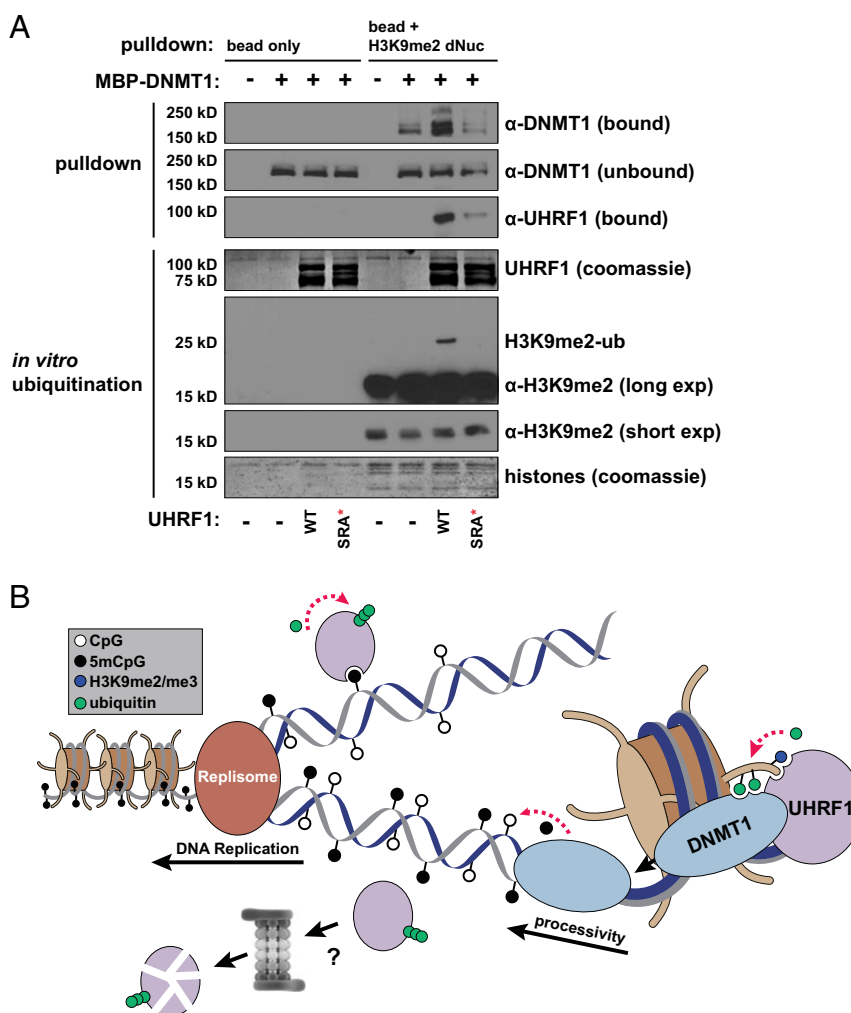 A
pulldown: bead only bead +
H3K9me2 dNuc
MBP-DNMT1: - + + + - + + +
pulldown
250 kD
150 kD
α-DNMT1 (bound)
250 kD
150 kD
α-DNMT1 (unbound)
100 kD
α-UHRF1 (bound)
in vitro
ubiquitination
100 kD
75 kD
UHRF1 (coomassie)
25 kD
H3K9me2-ub
15 kD
α-H3K9me2 (long exp)
15 kD
α-H3K9me2 (short exp)
15 kD
histones (coomassie)
UHRF1: - - WT SRA* - - WT SRA*
B
CpG
5mCpG
H3K9me2/me3
ubiquitin
Replisome
DNA Replication
UHRF1
DNMT1
processivity
?